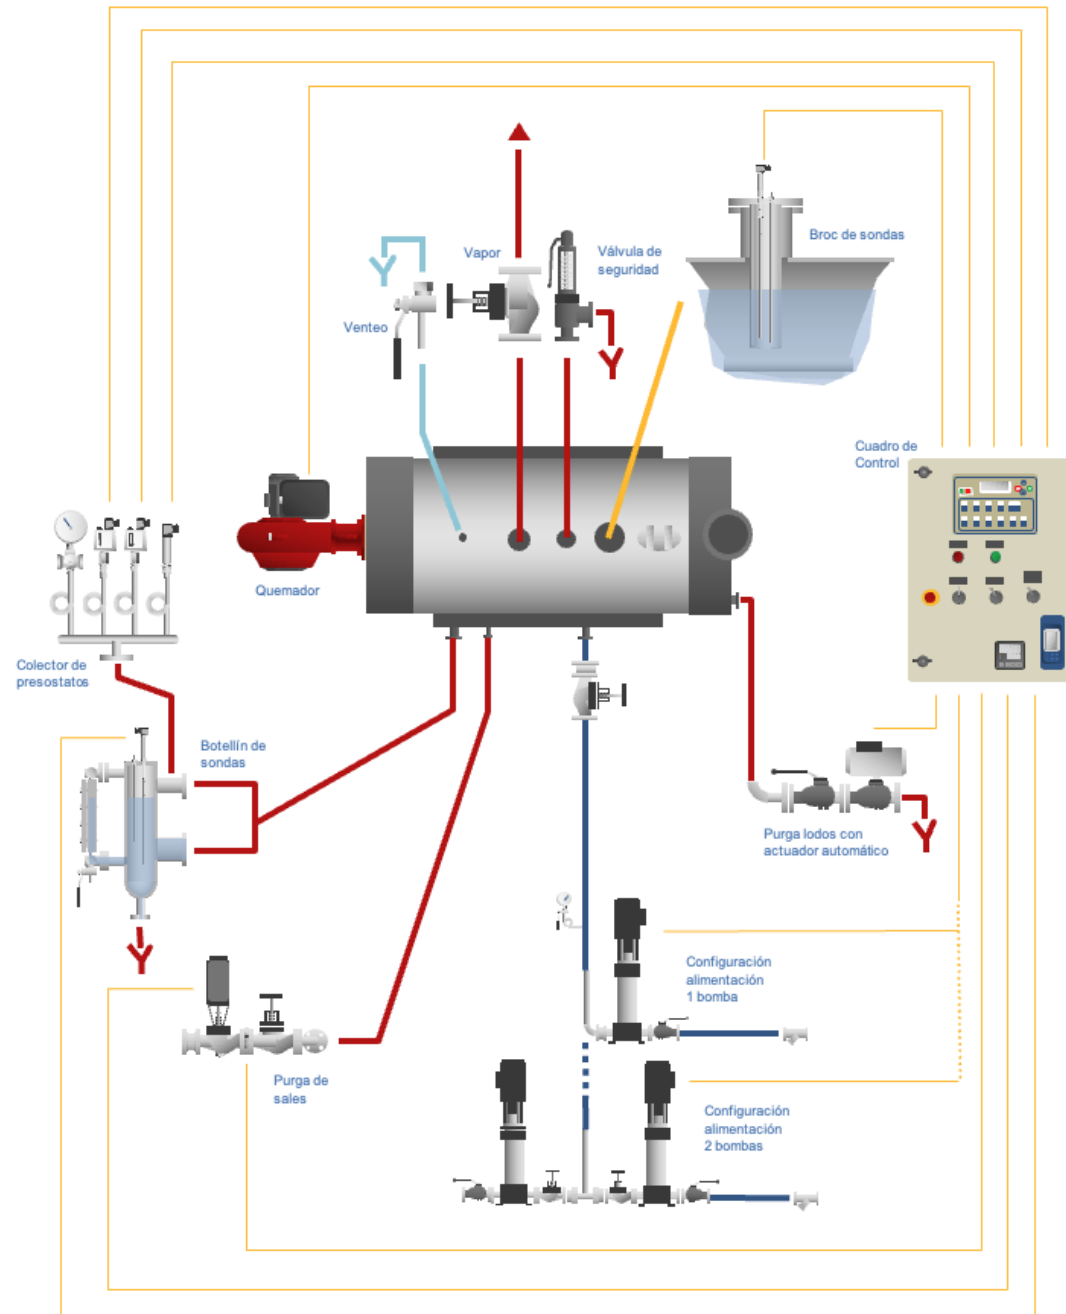 Broc de sondas
Vapor
Válvula de
seguridad
Venteo
Cuadro de
Control
Quemador
Colector de
presostatos
Botellín de
sondas
Purga lodos con
actuador automático
Configuración
alimentación
1 bomba
Purga de
sales
Configuración
alimentación
2 bombas